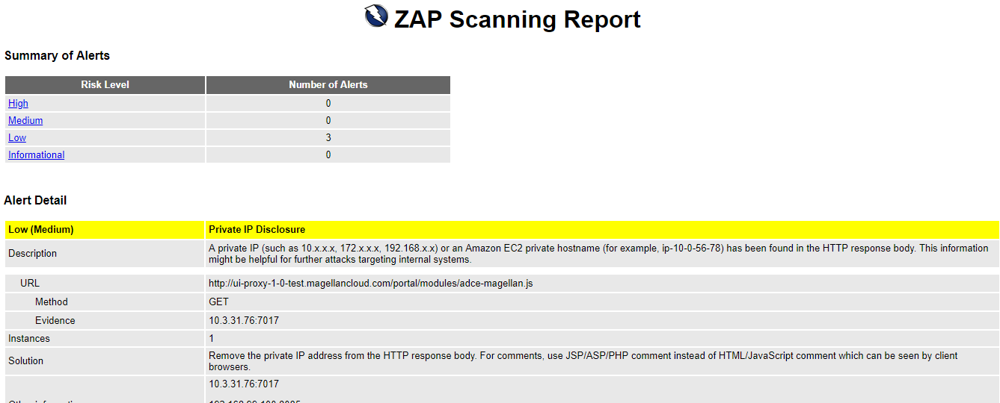 ZAP Scanning Report
Summary of Alerts
Risk Level Number of Alerts
High 0
Medium 0
Low 3
Informational 0
Alert Detail
Low (Medium) Private IP Disclosure
Description A private IP (such as 10.x.x.x, 172.x.x.x, 192.168.x.x) or an Amazon EC2 private hostname (for example, ip-10-0-56-78) has been found in the HTTP response body. This information
might be helpful for further attacks targeting internal systems.
URL http://ui-proxy-1-0-test.magellancloud.com/portal/modules/adce-magellan.js
Method GET
Evidence 10.3.31.76:7017
Instances 1
Solution Remove the private IP address from the HTTP response body. For comments, use JSP/ASP/PHP comment instead of HTML/JavaScript comment which can be seen by client
browsers.
10.3.31.76:7017